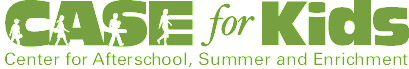 CASE for Kids
Center for Afterschool, Summer and Enrichment